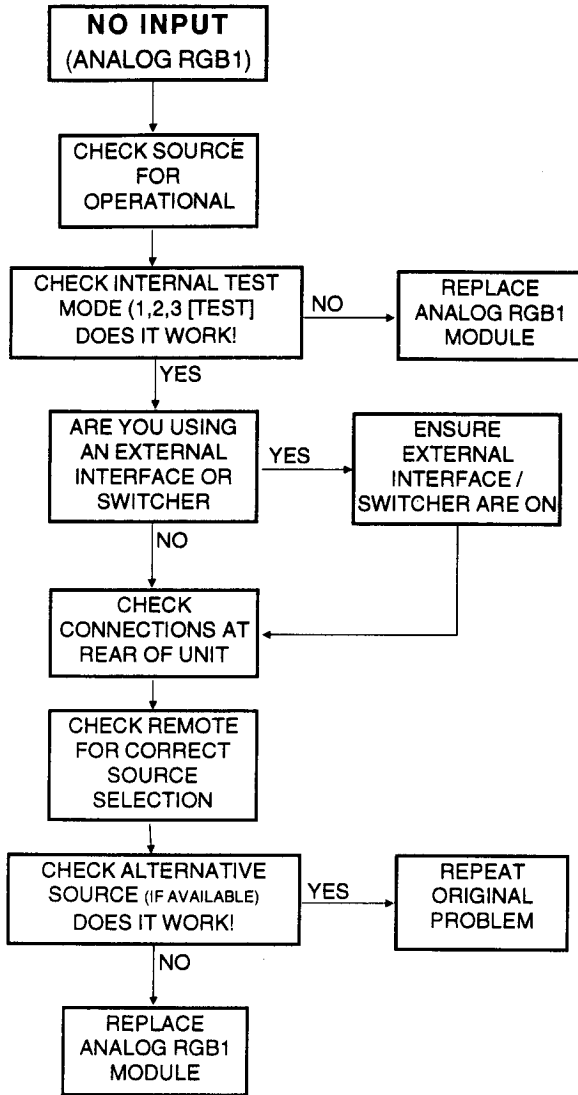 NO INPUT
(ANALOG RGB1)
CHECK SOURCE
FOR
OPERATIONAL
CHECK INTERNAL TEST
MODE (1,2,3 [TEST]
DOES IT WORK!
NO
REPLACE
ANALOG RGB1
MODULE
YES
ARE YOU USING
AN EXTERNAL
INTERFACE OR
SWITCHER
YES
ENSURE
EXTERNAL
INTERFACE /
SWITCHER ARE ON
NO
CHECK
CONNECTIONS AT
REAR OF UNIT
CHECK REMOTE
FOR CORRECT
SOURCE
SELECTION
CHECK ALTERNATIVE
SOURCE (IF AVAILABLE)
DOES IT WORK!
YES
REPEAT
ORIGINAL
PROBLEM
NO
REPLACE
ANALOG RGB1
MODULE